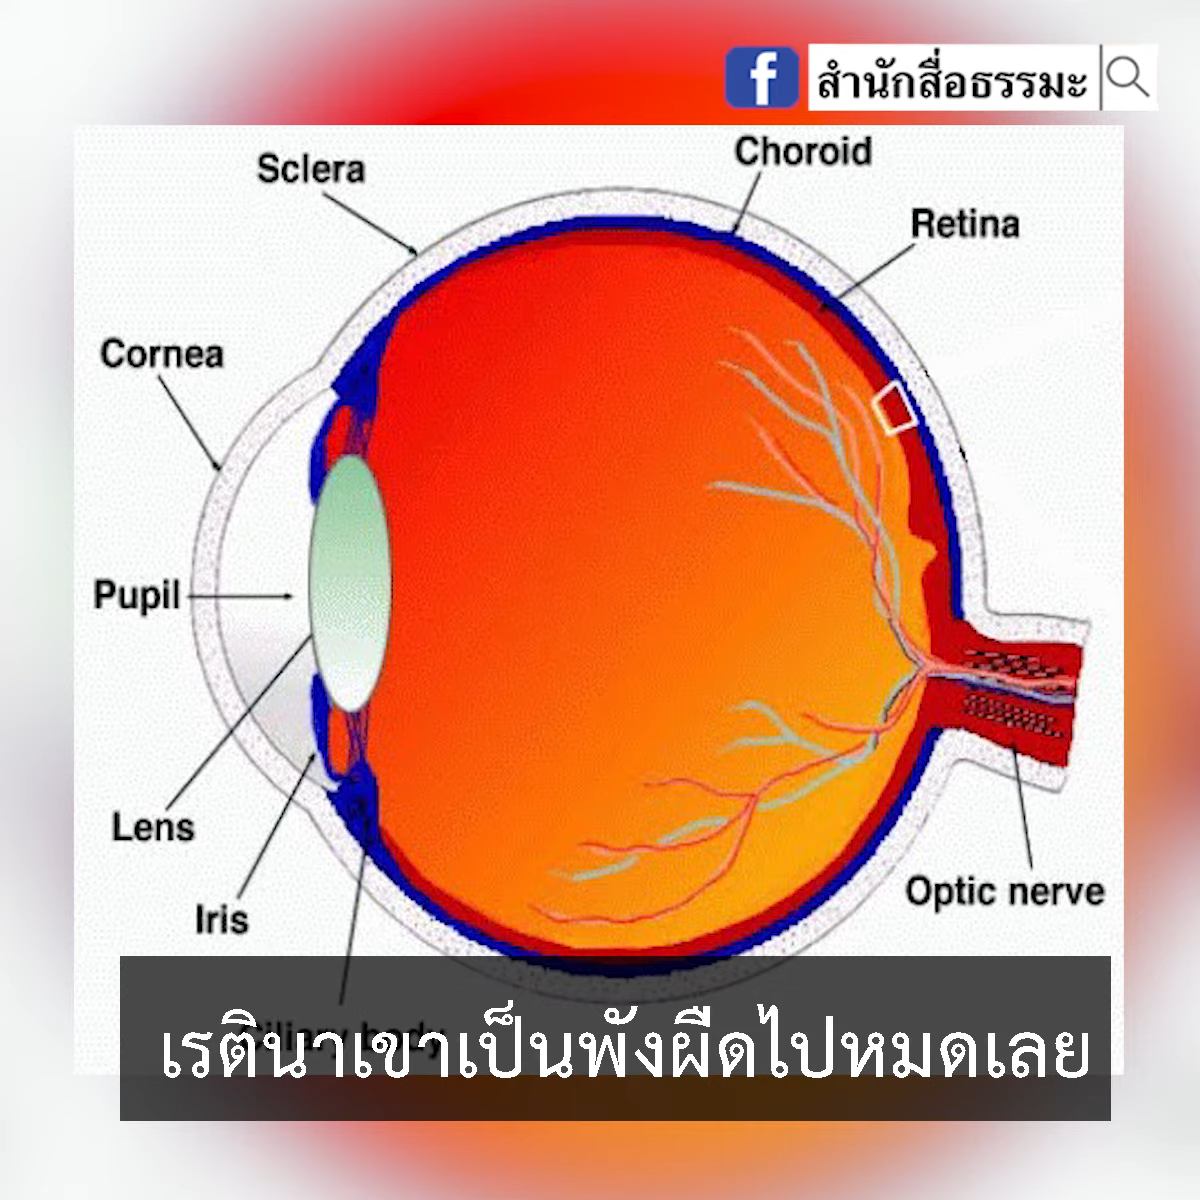 f สำนักสื่อธรรมะ
Choroid
Sclera
Retina
Cornea
Pupil
Lens
Optic nerve
Iris
Ciliary body
เรตินาเขาเป็นพังผืดไปหมดเลย